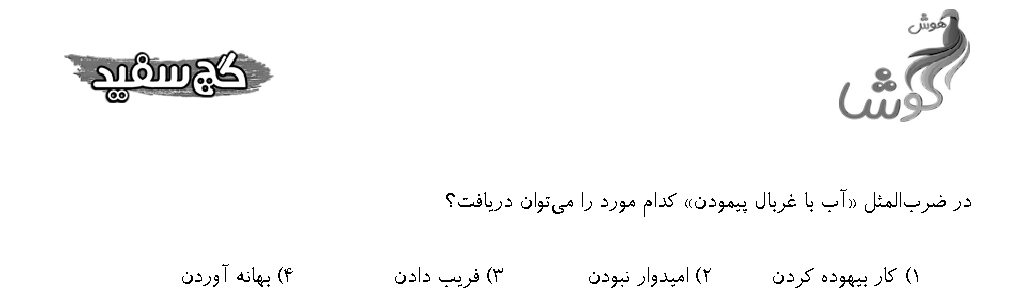 هوش
گوشا
گچ سفید
در ضرب‌المثل «آب با غربال پیمودن» کدام مورد را می‌توان دریافت؟
۱) کار بیهوده کردن ۲) امیدوار نبودن ۳) فریب دادن ۴) بهانه آوردن